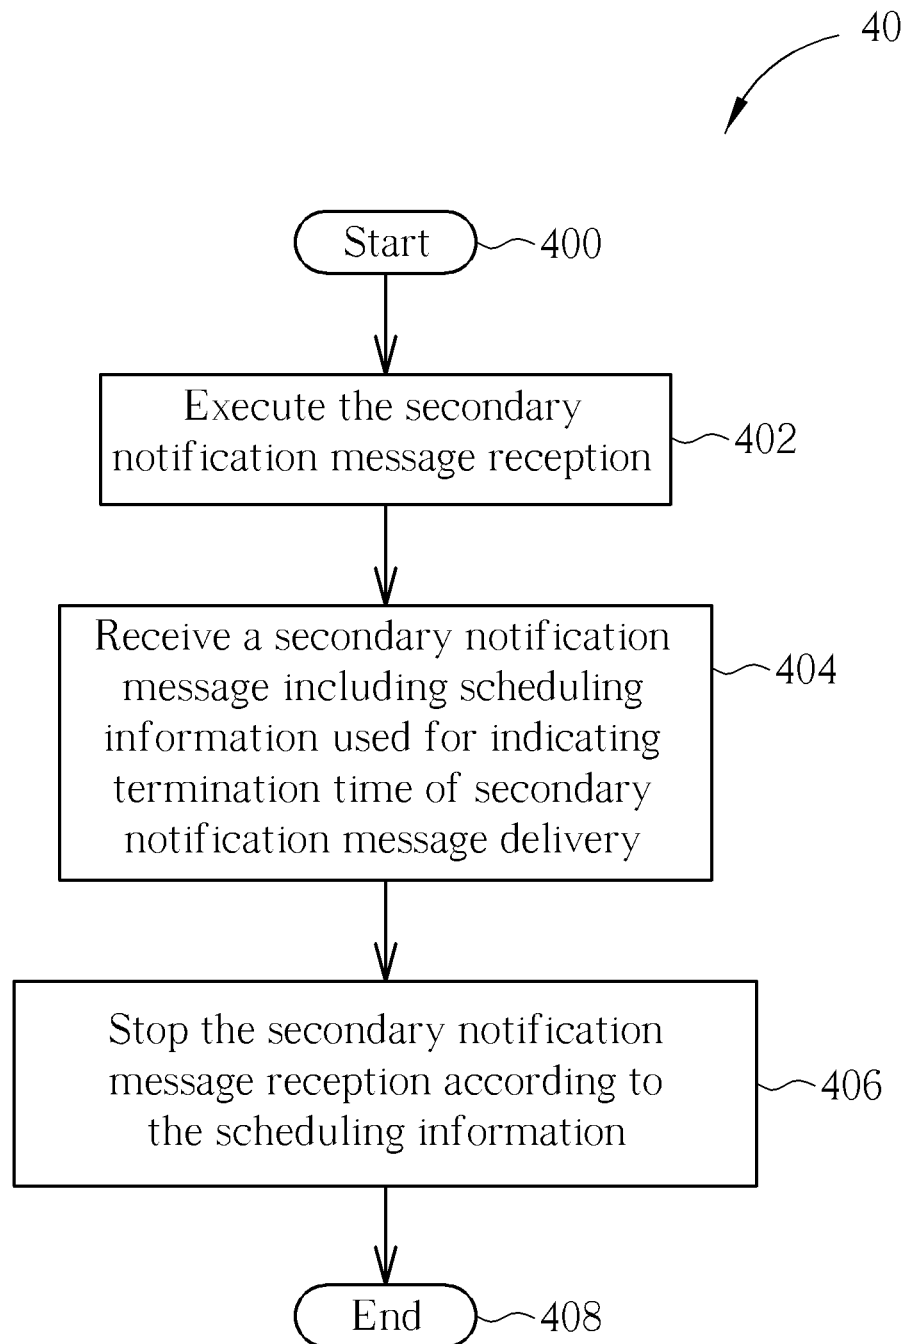 40
Start
400
Execute the secondary
notification message reception
402
Receive a secondary notification
message including scheduling
information used for indicating
termination time of secondary
notification message delivery
404
Stop the secondary notification
message reception according to
the scheduling information
406
End
408